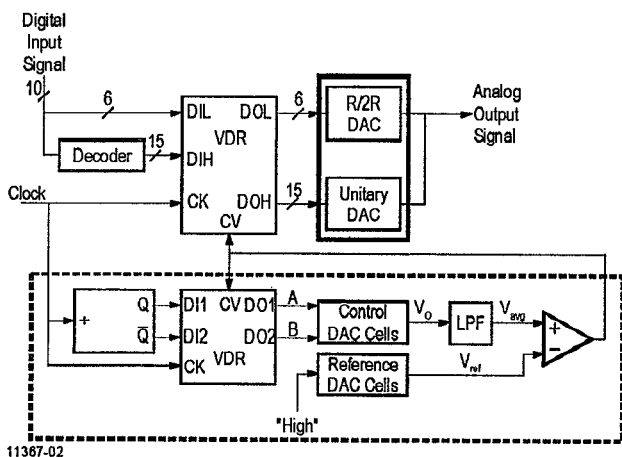 Digital
Input
Signal
10
6
DIL
DOL
6
R/2R
DAC
Analog
Output
Signal
VDR
Decoder
15
DIH
Clock
CK
DOH
15
Unitary
DAC
CV
+
Q
DI1
CV
DO1
A
Control
DAC Cells
Vo
LPF
Vavg
+
Q̅
DI2
DO2
B
VDR
CK
Reference
DAC Cells
Vref
−
"High"
11367-02